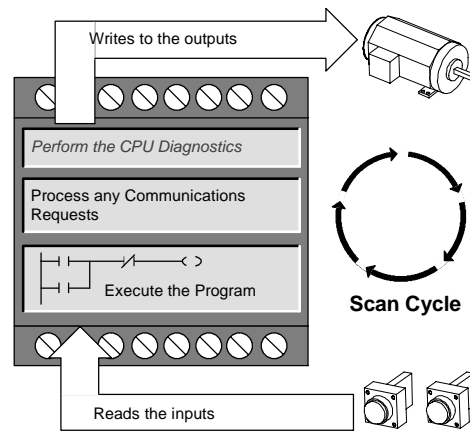 Writes to the outputs
Perform the CPU Diagnostics
Process any Communications
Requests
Execute the Program
Scan Cycle
Reads the inputs